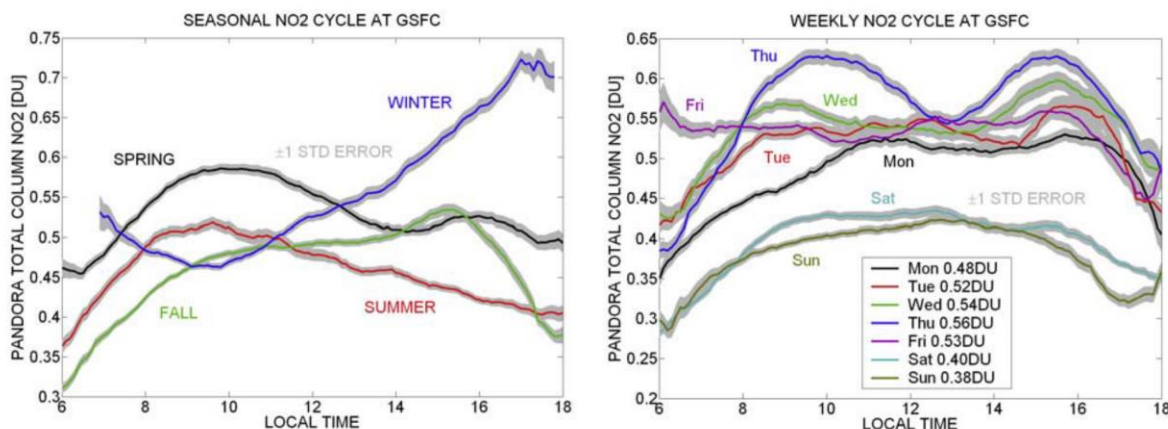 SEASONAL NO2 CYCLE AT GSFC
PANDORA TOTAL COLUMN NO2 [DU]
0.75
0.7
0.65
0.6
0.55
0.5
0.45
0.4
0.35
0.3
WINTER
SPRING
±1 STD ERROR
FALL
SUMMER
6 8 10 12 14 16 18
LOCAL TIME
WEEKLY NO2 CYCLE AT GSFC
PANDORA TOTAL COLUMN NO2 [DU]
0.65
0.6
0.55
0.5
0.45
0.4
0.35
0.3
0.25
0.2
Thu
Fri
Wed
Tue
Mon
Sat
±1 STD ERROR
Sun
Mon 0.48DU
Tue 0.52DU
Wed 0.54DU
Thu 0.56DU
Fri 0.53DU
Sat 0.40DU
Sun 0.38DU
6 8 10 12 14 16 18
LOCAL TIME